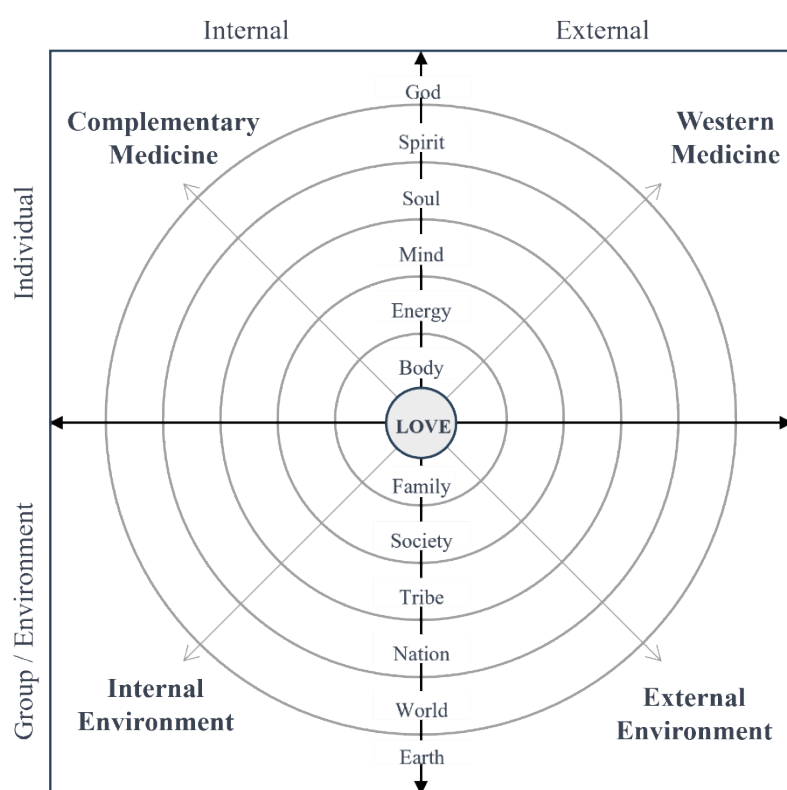 Internal
External
God
Complementary
Medicine
Western
Medicine
Spirit
Soul
Individual
Mind
Energy
Body
LOVE
Family
Group / Environment
Society
Tribe
Nation
Internal
Environment
External
Environment
World
Earth